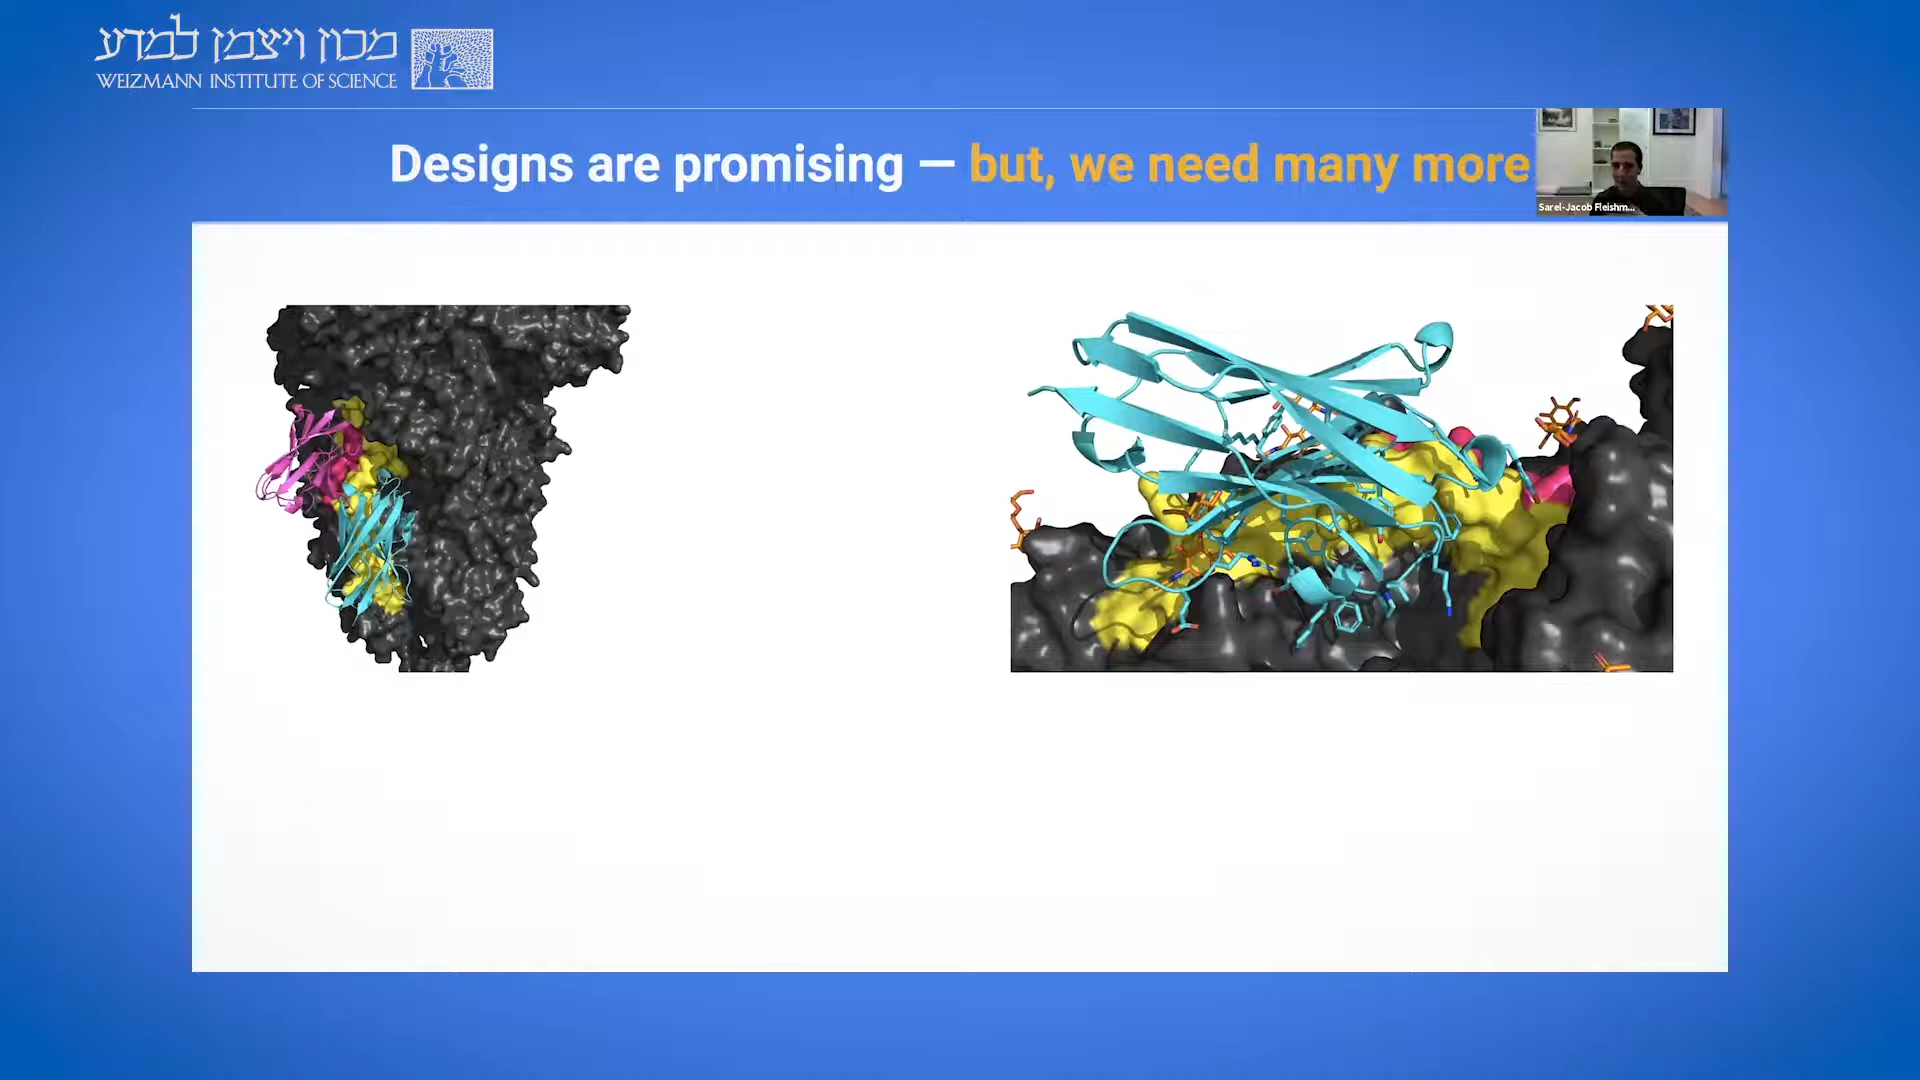 מכון ויצמן למדע
WEIZMANN INSTITUTE OF SCIENCE
Designs are promising — but, we need many more
Sarel-Jacob Fleishm...